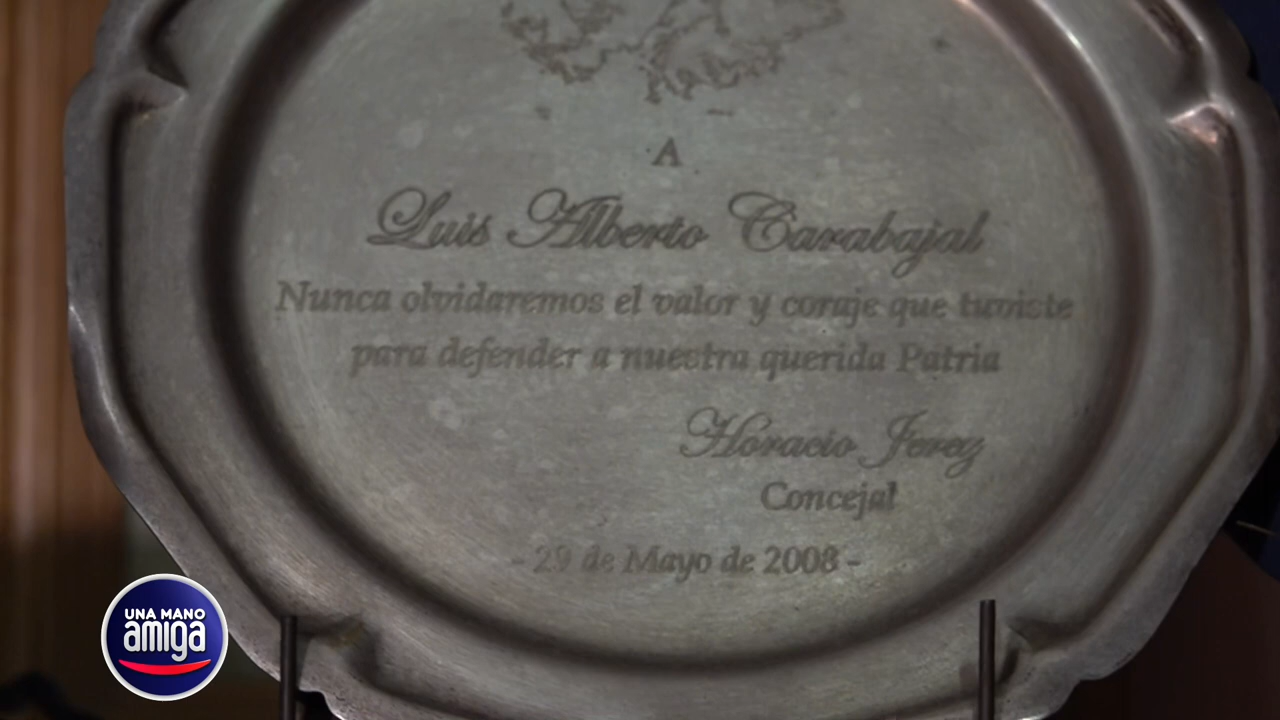 A
Luis Alberto Carabajal
Nunca olvidaremos el valor y coraje que tuviste
para defender a nuestra querida Patria
Horacio Jerez
Concejal
- 29 de Mayo de 2008 -
UNA MANO
amiga